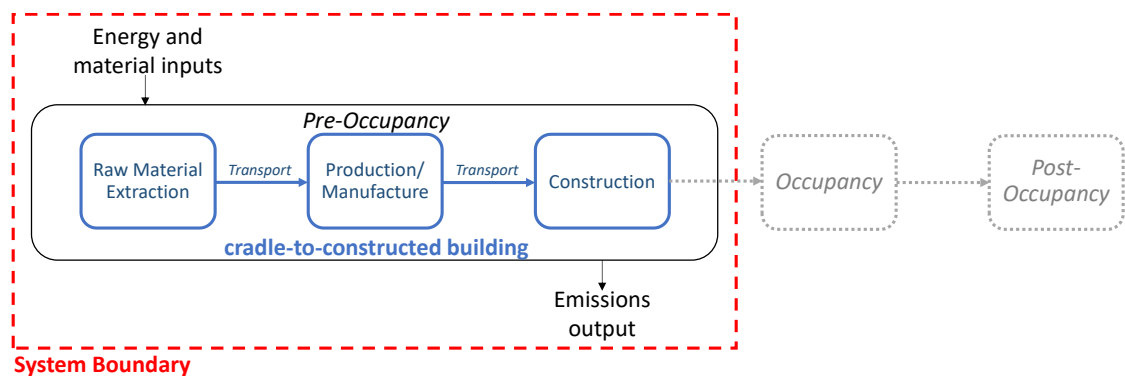 Energy and
material inputs
Pre-Occupancy
Raw Material
Extraction
Transport
Production/
Manufacture
Transport
Construction
Occupancy
Post-
Occupancy
cradle-to-constructed building
Emissions
output
System Boundary